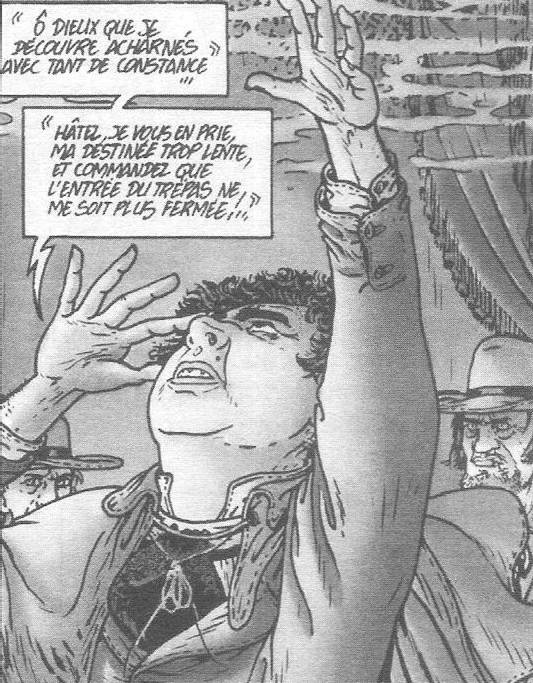 « Ô DIEUX QUE JE
DÉCOUVRE ACHARNÉS »
AVEC TANT DE CONSTANCE
...
« HÂTEZ, JE VOUS EN PRIE,
MA DESTINÉE TROP LENTE,
ET COMMANDEZ QUE
L'ENTRÉE DU TRÉPAS NE, »
ME SOIT PLUS FERMÉE,!..